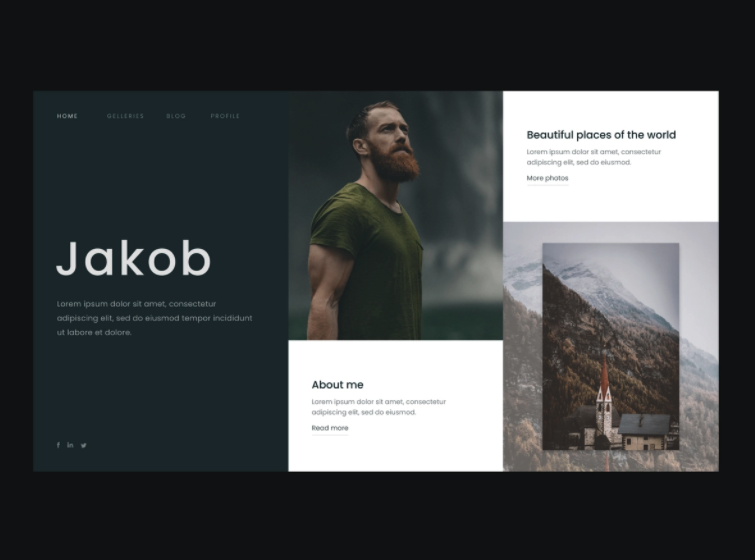 HOME
GELLERIES
BLOG
PROFILE
Jakob
Lorem ipsum dolor sit amet, consectetur
adipiscing elit, sed do eiusmod tempor incididunt
ut labore et dolore.
f in
About me
Lorem ipsum dolor sit amet, consectetur
adipiscing elit, sed do eiusmod.
Read more
Beautiful places of the world
Lorem ipsum dolor sit amet, consectetur
adipiscing elit, sed do eiusmod.
More photos